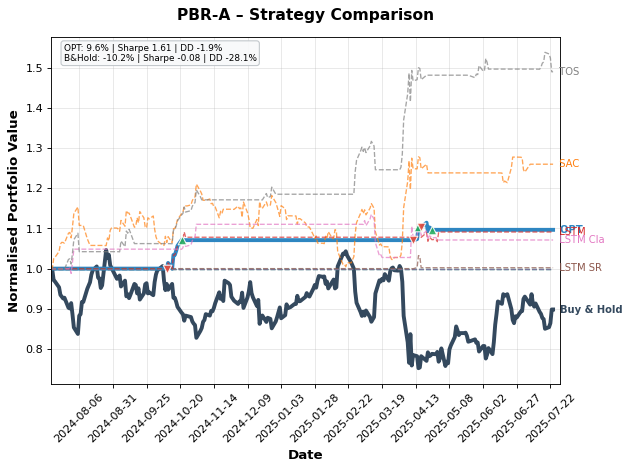 PBR-A – Strategy Comparison
OPT: 9.6% | Sharpe 1.61 | DD -1.9%
B&Hold: -10.2% | Sharpe -0.08 | DD -28.1%
Normalised Portfolio Value
1.5
1.4
1.3
1.2
1.1
1.0
0.9
0.8
TOS
SAC
OPT
LSTM
LSTM Cla
LSTM SR
Buy & Hold
2024-08-06
2024-08-31
2024-09-25
2024-10-20
2024-11-14
2024-12-09
2025-01-03
2025-01-28
2025-02-22
2025-03-19
2025-04-13
2025-05-08
2025-06-02
2025-06-27
2025-07-22
Date